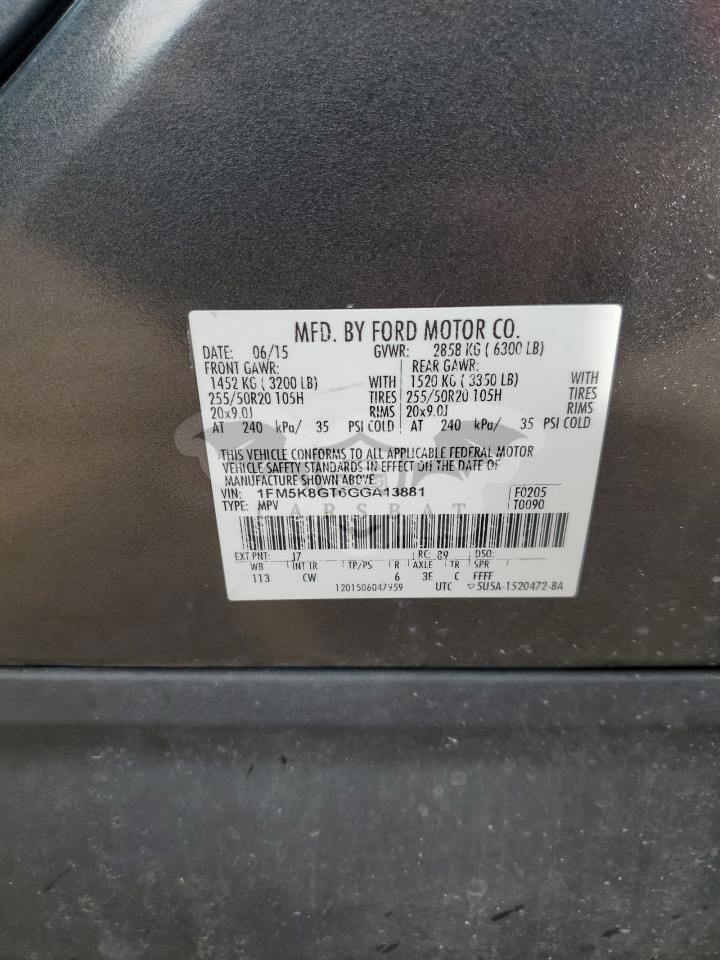 MFD. BY FORD MOTOR CO.
DATE: 06/15 GVWR: 2858 KG ( 6300 LB)
FRONT GAWR: REAR GAWR:
1452 KG ( 3200 LB) WITH 1520 KG ( 3350 LB) WITH
255/50R20 105H TIRES 255/50R20 105H TIRES
20x9.0J RIMS 20x9.0J RIMS
AT 240 kPa/ 35 PSI COLD AT 240 kPa/ 35 PSI COLD
THIS VEHICLE CONFORMS TO ALL APPLICABLE FEDERAL MOTOR
VEHICLE SAFETY STANDARDS IN EFFECT ON THE DATE OF
MANUFACTURE SHOWN ABOVE.
VIN: 1FM5K8GT6GGA13881 F0205
TYPE: MPV T0090
CARSBAT
EXT PNT: J7 RC: 89 DSO:
WB INT TR TP/PS R AXLE TR SPR
113 CW 6 3E C FFFF
1201506047959 UTC ▽5U5A-1520472-BA